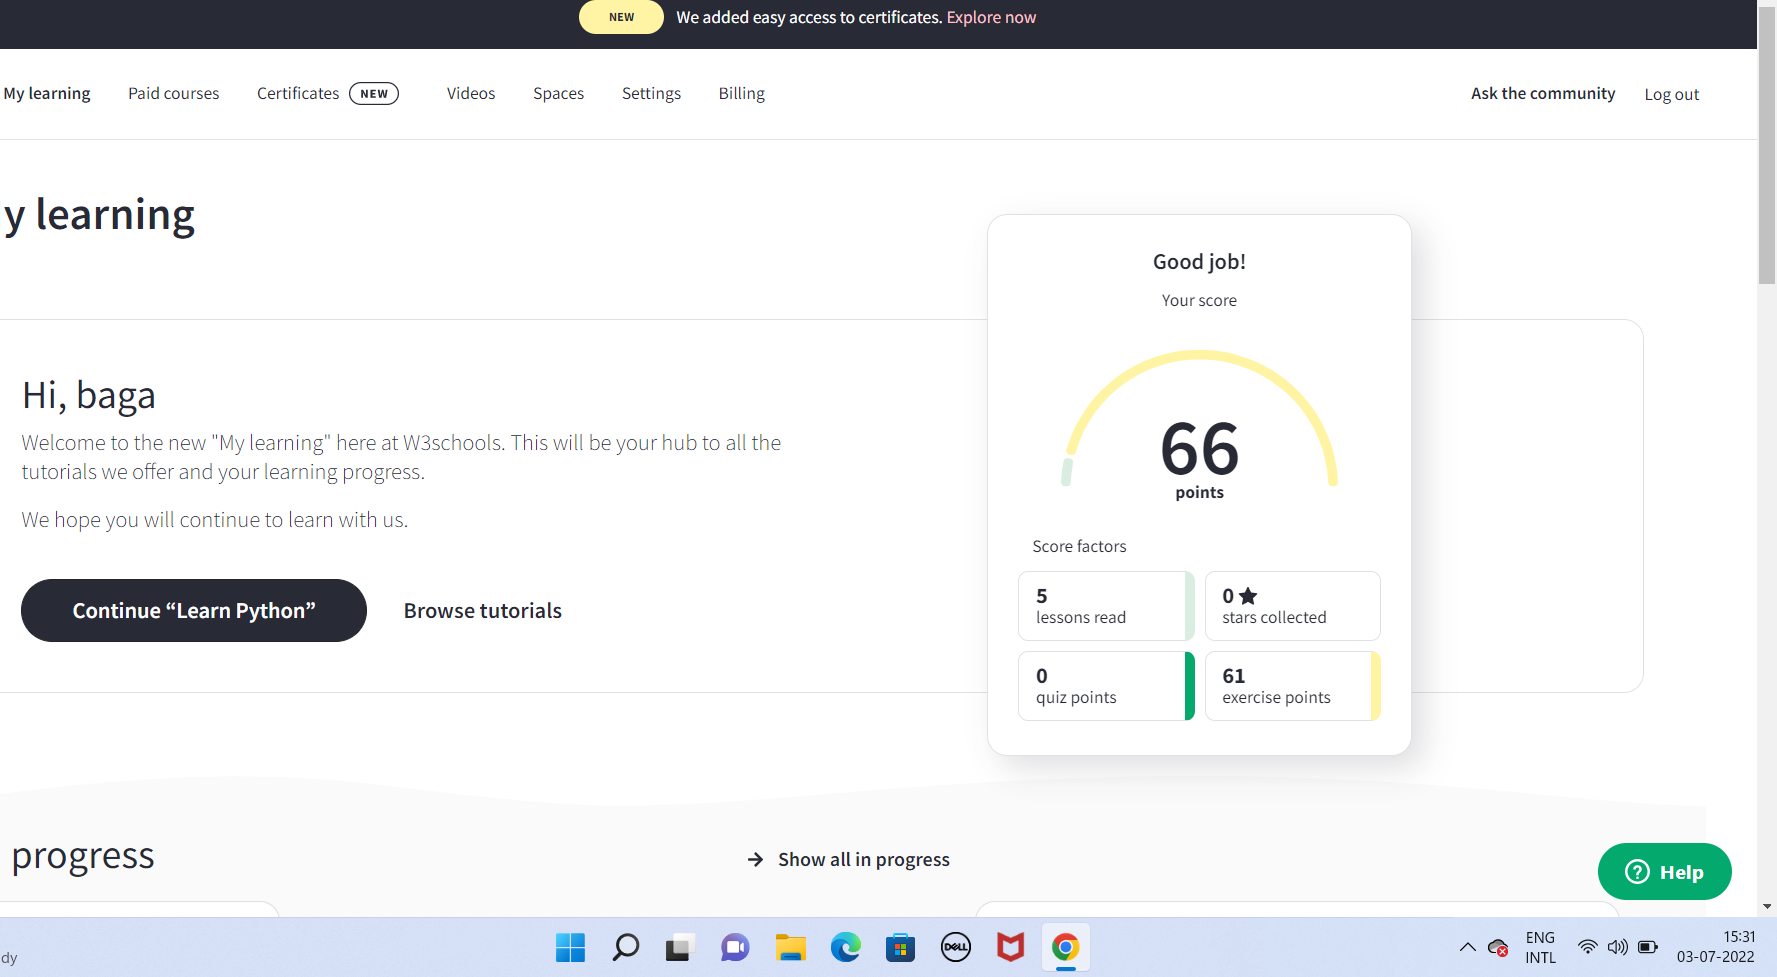 NEW We added easy access to certificates. Explore now
My learning Paid courses Certificates NEW Videos Spaces Settings Billing Ask the community Log out
y learning
Good job!
Your score
66
points
Score factors
5
lessons read
0
stars collected
0
quiz points
61
exercise points
Hi, baga
Welcome to the new "My learning" here at W3schools. This will be your hub to all the
tutorials we offer and your learning progress.
We hope you will continue to learn with us.
Continue “Learn Python” Browse tutorials
progress
Show all in progress
Help
dy
DELL
ENG
INTL
15:31
03-07-2022